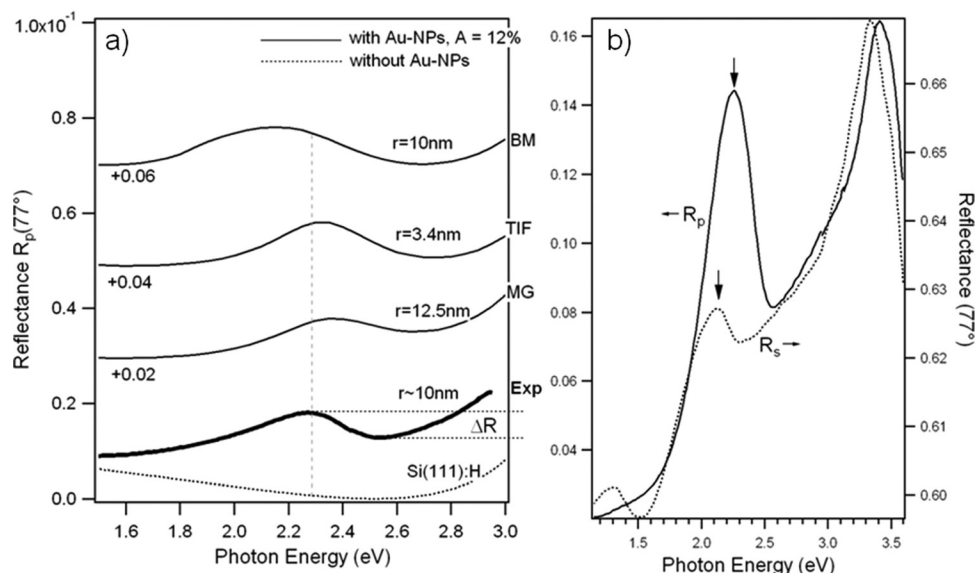 a)
1.0x10⁻¹
0.8
0.6
0.4
0.2
0.0
Reflectance Rp(77°)
with Au-NPs, A = 12%
without Au-NPs
r=10nm
BM
+0.06
r=3.4nm
TIF
+0.04
r=12.5nm
MG
+0.02
r~10nm
Exp
ΔR
Si(111):H
1.6 1.8 2.0 2.2 2.4 2.6 2.8 3.0
Photon Energy (eV)
b)
0.16
0.14
0.12
0.10
0.08
0.06
0.04
Rp
Rs
0.66
0.65
0.64
0.63
0.62
0.61
0.60
Reflectance (77°)
1.5 2.0 2.5 3.0 3.5
Photon Energy (eV)